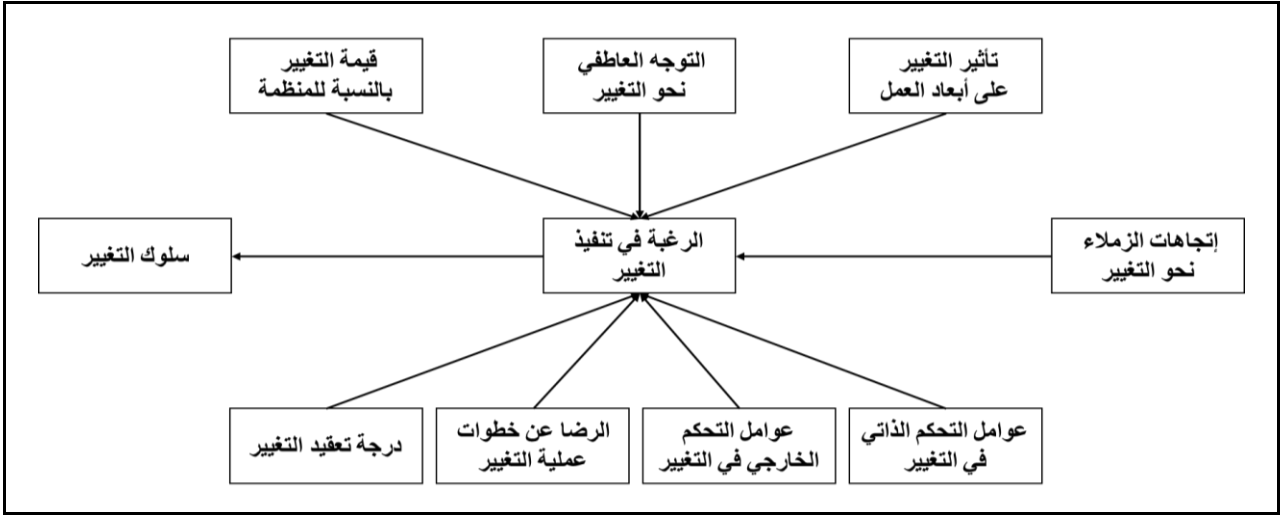 تأثير التغيير
على أبعاد العمل
التوجه العاطفي
نحو التغيير
قيمة التغيير
بالنسبة للمنظمة
إتجاهات الزملاء
نحو التغيير
الرغبة في تنفيذ
التغيير
سلوك التغيير
عوامل التحكم الذاتي
في التغيير
عوامل التحكم
الخارجي في التغيير
الرضا عن خطوات
عملية التغيير
درجة تعقيد التغيير